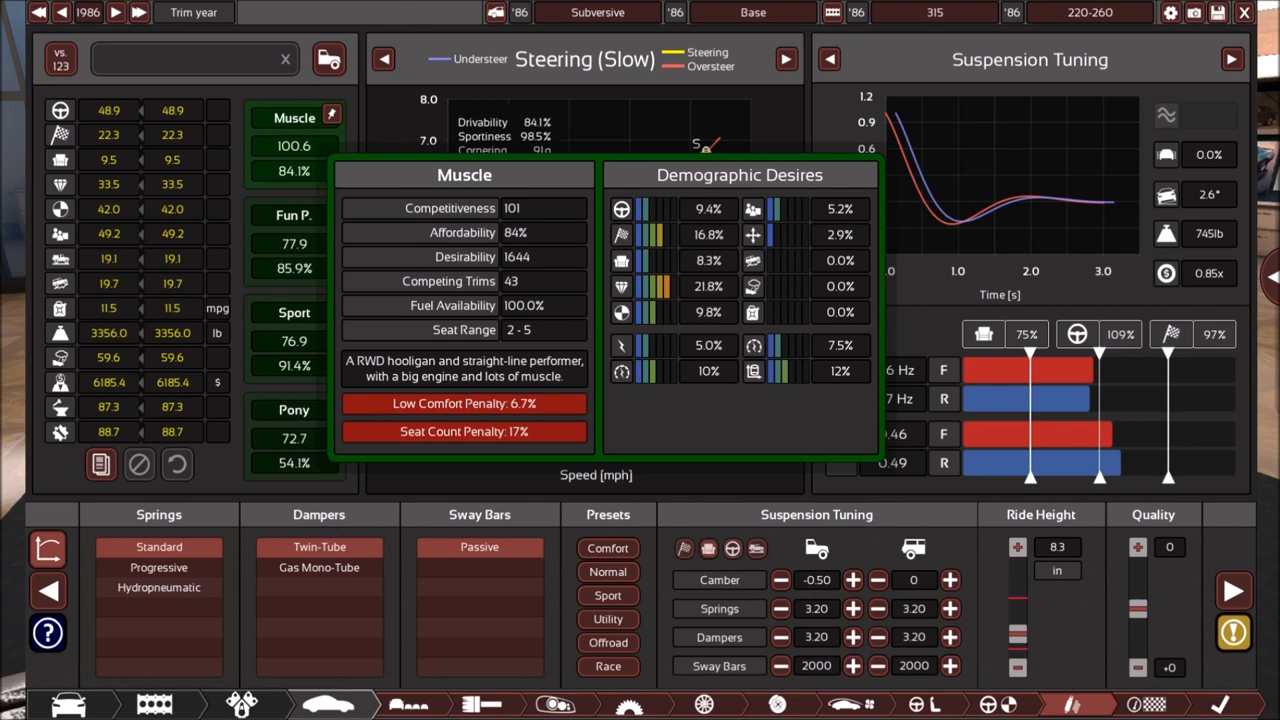 1986 Trim year '86 Subversive '86 Base '86 315 '86 220-260 X
vs. 123 x
Understeer Steering (Slow) Steering Oversteer
Suspension Tuning
48.9 48.9
22.3 22.3
9.5 9.5
33.5 33.5
42.0 42.0
49.2 49.2
19.1 19.1
19.7 19.7
11.5 11.5 mpg
3356.0 3356.0 lb
59.6 59.6
6185.4 6185.4 $
87.3 87.3
88.7 88.7
Muscle
100.6
84.1%
Fun P.
77.9
85.9%
Sport
76.9
91.4%
Pony
72.7
54.1%
8.0
7.0
Drivability 84.1%
Sportiness 98.5%
Cornering 91g
S
Speed [mph]
Muscle
Competitiveness 101
Affordability 84%
Desirability 1644
Competing Trims 43
Fuel Availability 100.0%
Seat Range 2 - 5
A RWD hooligan and straight-line performer,
with a big engine and lots of muscle.
Low Comfort Penalty: 6.7%
Seat Count Penalty: 17%
Demographic Desires
9.4% 5.2%
16.8% 2.9%
8.3% 0.0%
21.8% 0.0%
9.8% 0.0%
5.0% 7.5%
10% 12%
1.2
0.9
0.6
.0 1.0 2.0 3.0
Time [s]
0.0%
2.6°
745lb
0.85x
75% 109% 97%
6 Hz F
7 Hz R
0.46 F
0.49 R
Springs
Standard
Progressive
Hydropneumatic
Dampers
Twin-Tube
Gas Mono-Tube
Sway Bars
Passive
Presets
Comfort
Normal
Sport
Utility
Offroad
Race
Suspension Tuning
Camber -0.50 0
Springs 3.20 3.20
Dampers 3.20 3.20
Sway Bars 2000 2000
Ride Height
8.3
in
Quality
0
+0
?
!